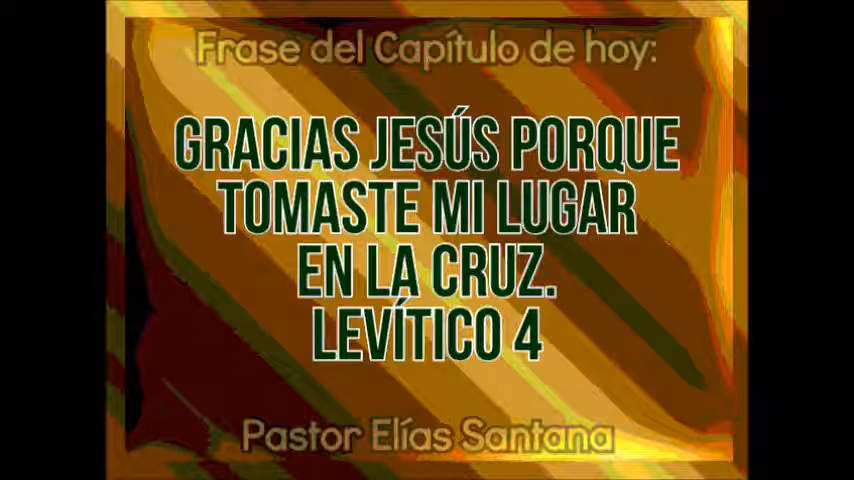 Frase del Capítulo de hoy:
GRACIAS JESÚS PORQUE
TOMASTE MI LUGAR
EN LA CRUZ.
LEVÍTICO 4
Pastor Elías Santana